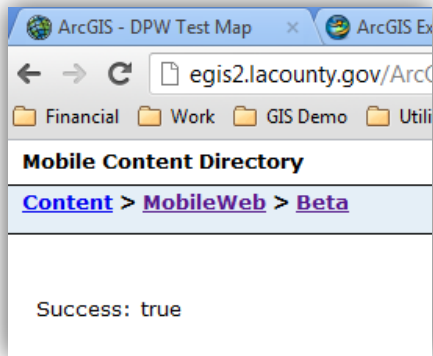 ArcGIS - DPW Test Map × ArcGIS Ex
egis2.lacounty.gov/ArcG
Financial Work GIS Demo Utili
Mobile Content Directory
Content > MobileWeb > Beta
Success: true